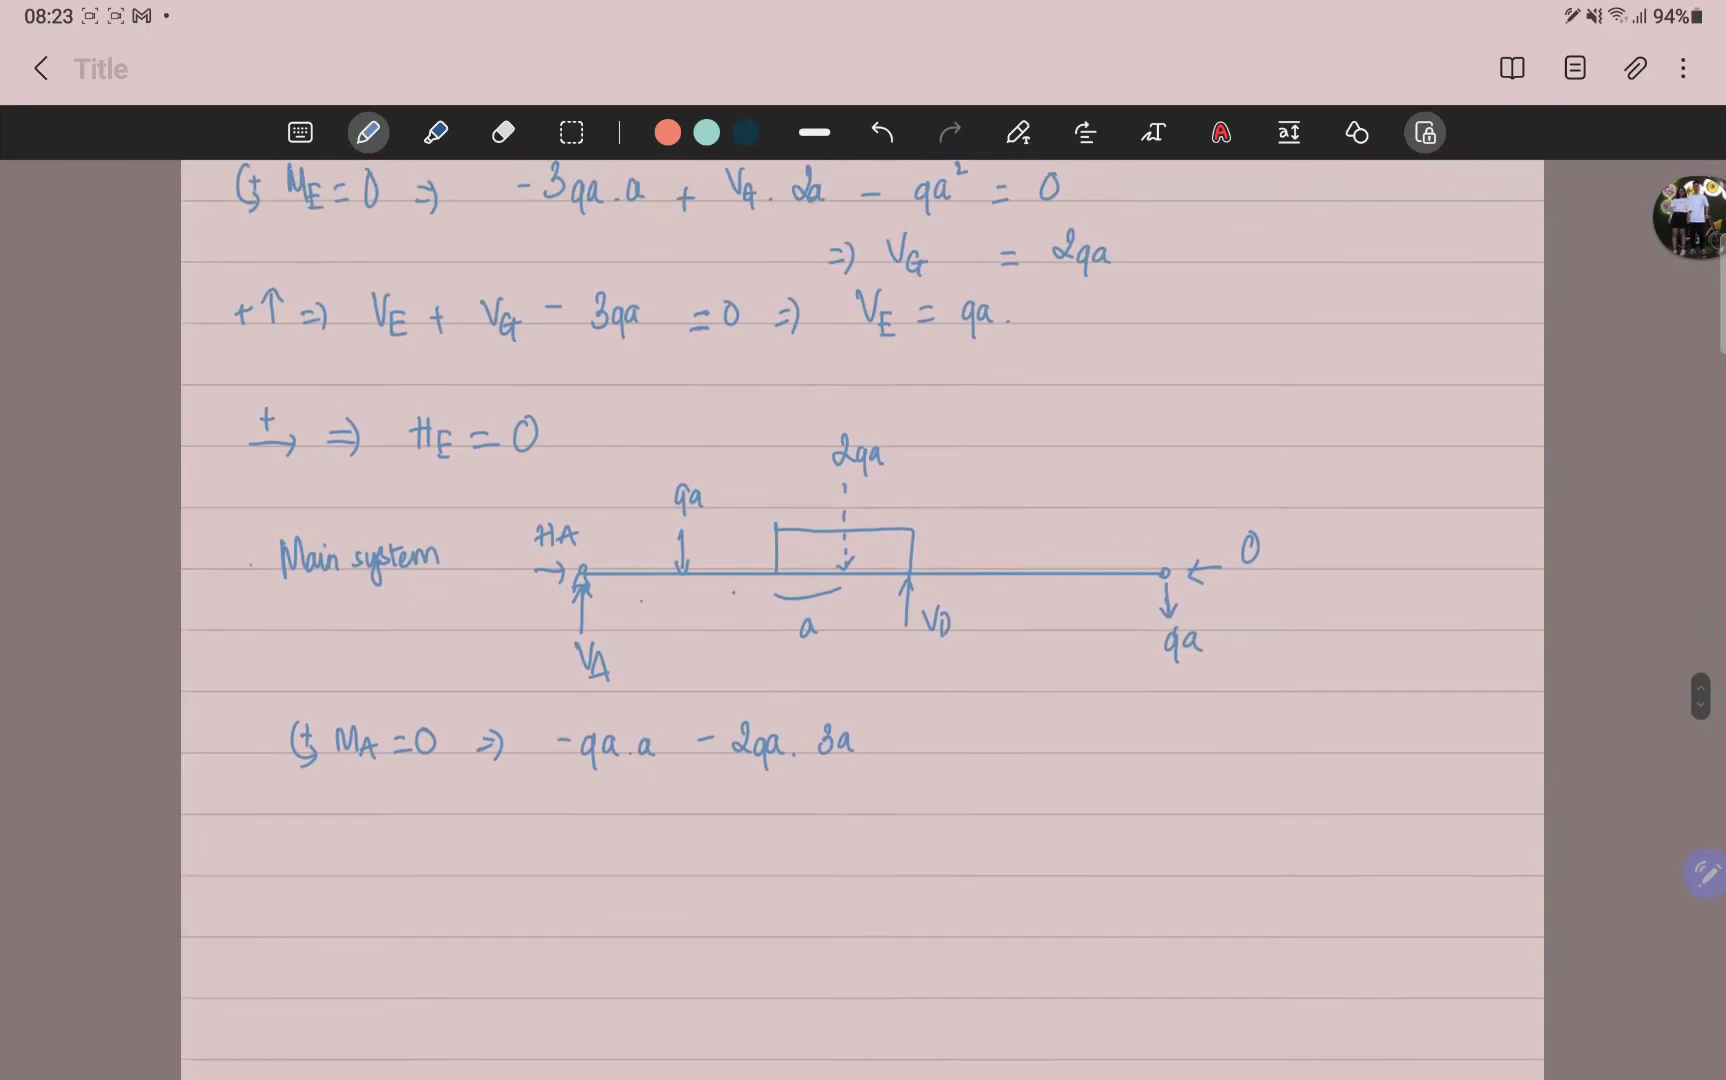 08:23 94%
Title
(+ M_E = 0 ⇒ - 3qa . a + V_G . 2a - qa² = 0
⇒ V_G = 2qa
+↑ ⇒ V_E + V_G - 3qa = 0 ⇒ V_E = qa .
+→ ⇒ H_E = 0
2qa
qa
HA
Main system
0
a
V_D
qa
V_A
(+ M_A = 0 ⇒ - qa . a - 2qa . 3a